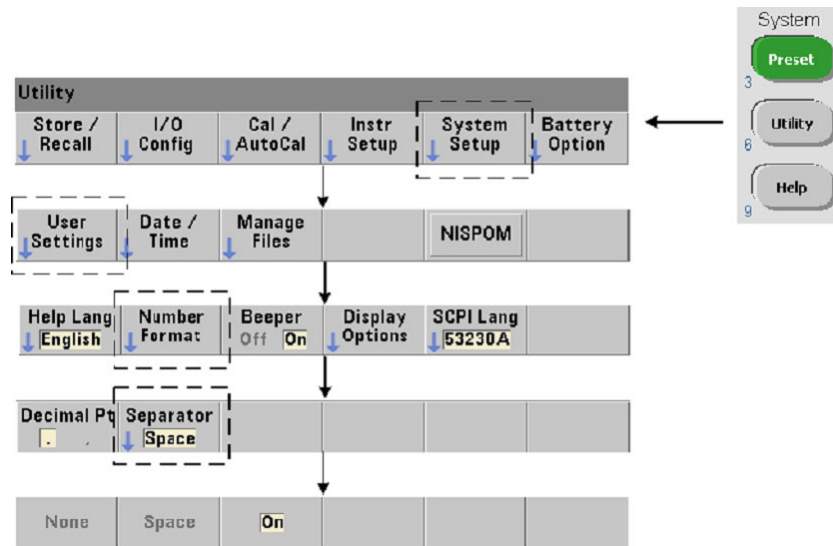 System
Preset
3
Utility
6
Help
9
Utility
Store / Recall
I/O Config
Cal / AutoCal
Instr Setup
System Setup
Battery Option
User Settings
Date / Time
Manage Files
NISPOM
Help Lang
English
Number Format
Beeper
Off On
Display Options
SCPI Lang
53230A
Decimal Pt
. ,
Separator
Space
None
Space
On